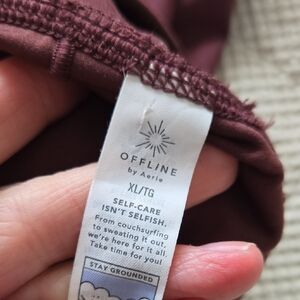 OFFLINE
by Aerie
XL/TG
SELF-CARE
ISN'T SELFISH.
From couchsurfing
to sweating it out,
we're here for it all.
Take time for you!
STAY GROUNDED